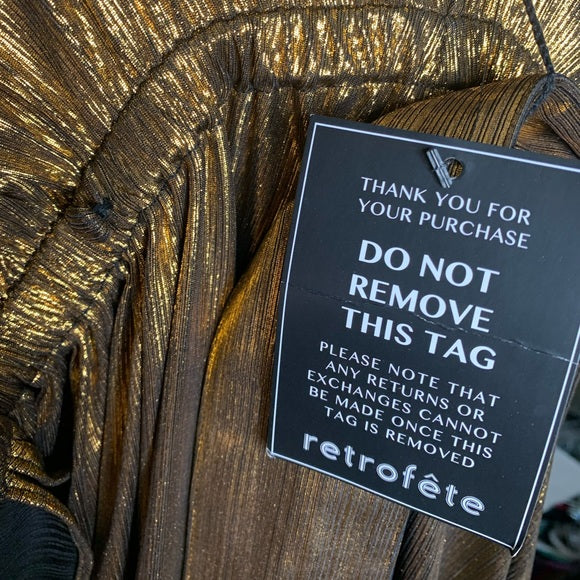 THANK YOU FOR
YOUR PURCHASE
DO NOT
REMOVE
THIS TAG
PLEASE NOTE THAT
ANY RETURNS OR
EXCHANGES CANNOT
BE MADE ONCE THIS
TAG IS REMOVED
retrofête